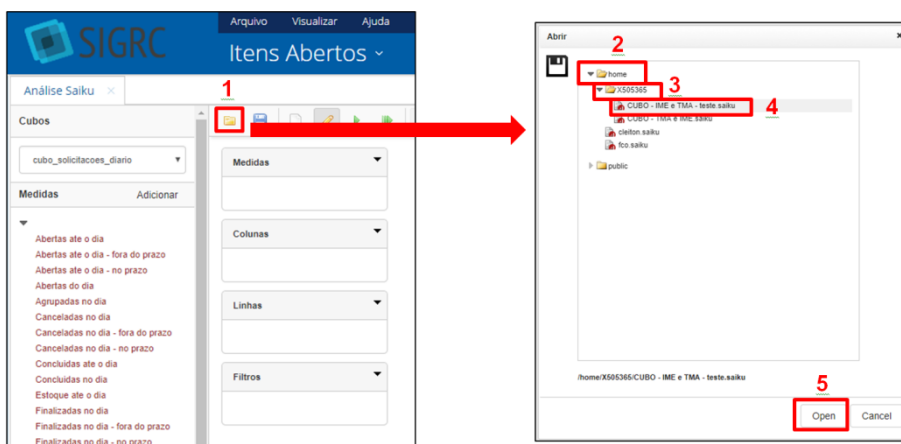 SIGRC
Arquivo Visualizar Ajuda
Itens Abertos
Análise Saiku ×
1
Cubos
cubo_solicitacoes_diario
Medidas Adicionar
Abertas ate o dia
Abertas ate o dia - fora do prazo
Abertas ate o dia - no prazo
Abertas do dia
Agrupadas no dia
Canceladas no dia
Canceladas no dia - fora do prazo
Canceladas no dia - no prazo
Concluidas ate o dia
Concluidas no dia
Estoque ate o dia
Finalizadas no dia
Finalizadas no dia - fora do prazo
Finalizadas no dia - no prazo
Medidas
Colunas
Linhas
Filtros
Abrir ×
2
home
3
X505365
CUBO - IME e TMA - teste.saiku
4
CUBO - TMA e IME.saiku
cleiton.saiku
fco.saiku
public
/home/X505365/CUBO - IME e TMA - teste.saiku
5
Open Cancel